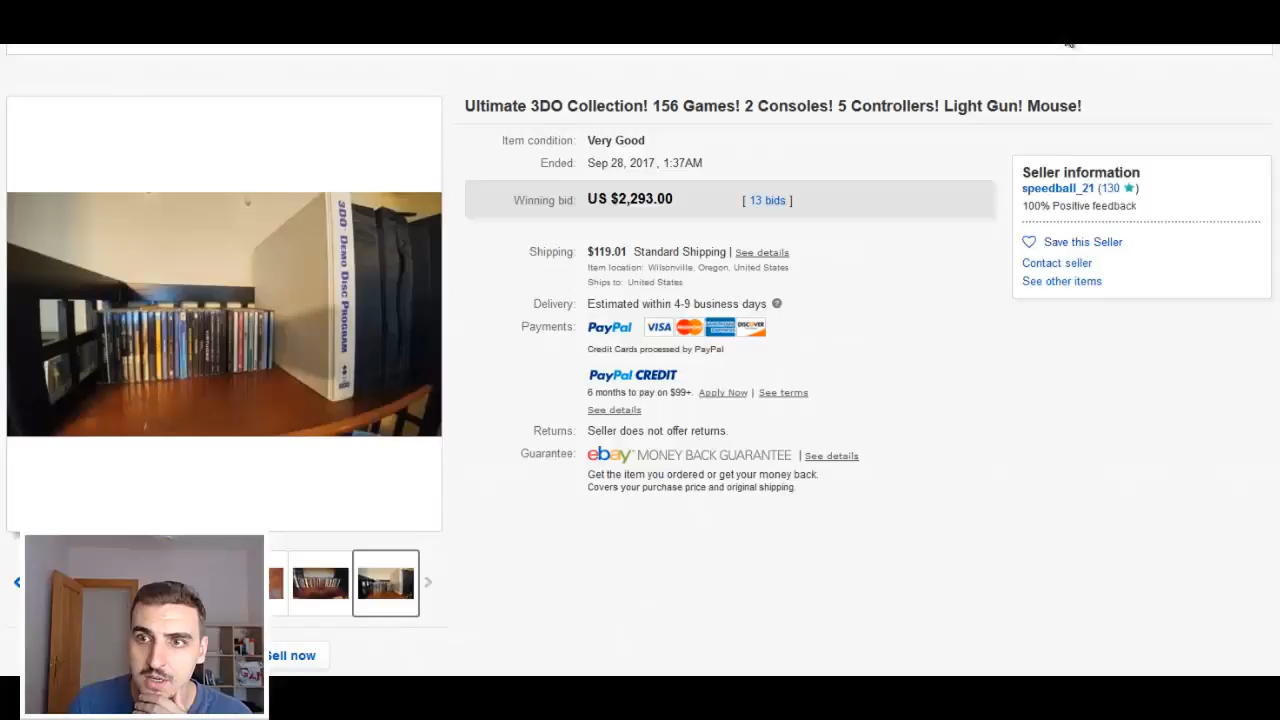 Ultimate 3DO Collection! 156 Games! 2 Consoles! 5 Controllers! Light Gun! Mouse!
Item condition: Very Good
Ended: Sep 28, 2017 , 1:37AM
Winning bid: US $2,293.00 [ 13 bids ]
Shipping: $119.01 Standard Shipping | See details
Item location: Wilsonville, Oregon, United States
Ships to: United States
Delivery: Estimated within 4-9 business days
Payments: PayPal VISA MasterCard AMERICAN EXPRESS DISCOVER
Credit Cards processed by PayPal
PayPal CREDIT
6 months to pay on $99+. Apply Now | See terms
See details
Returns: Seller does not offer returns.
Guarantee: ebay MONEY BACK GUARANTEE | See details
Get the item you ordered or get your money back.
Covers your purchase price and original shipping.
Seller information
speedball_21 (130 )
100% Positive feedback
Save this Seller
Contact seller
See other items
3DO DEMO DISC PROGRAM
Sell now